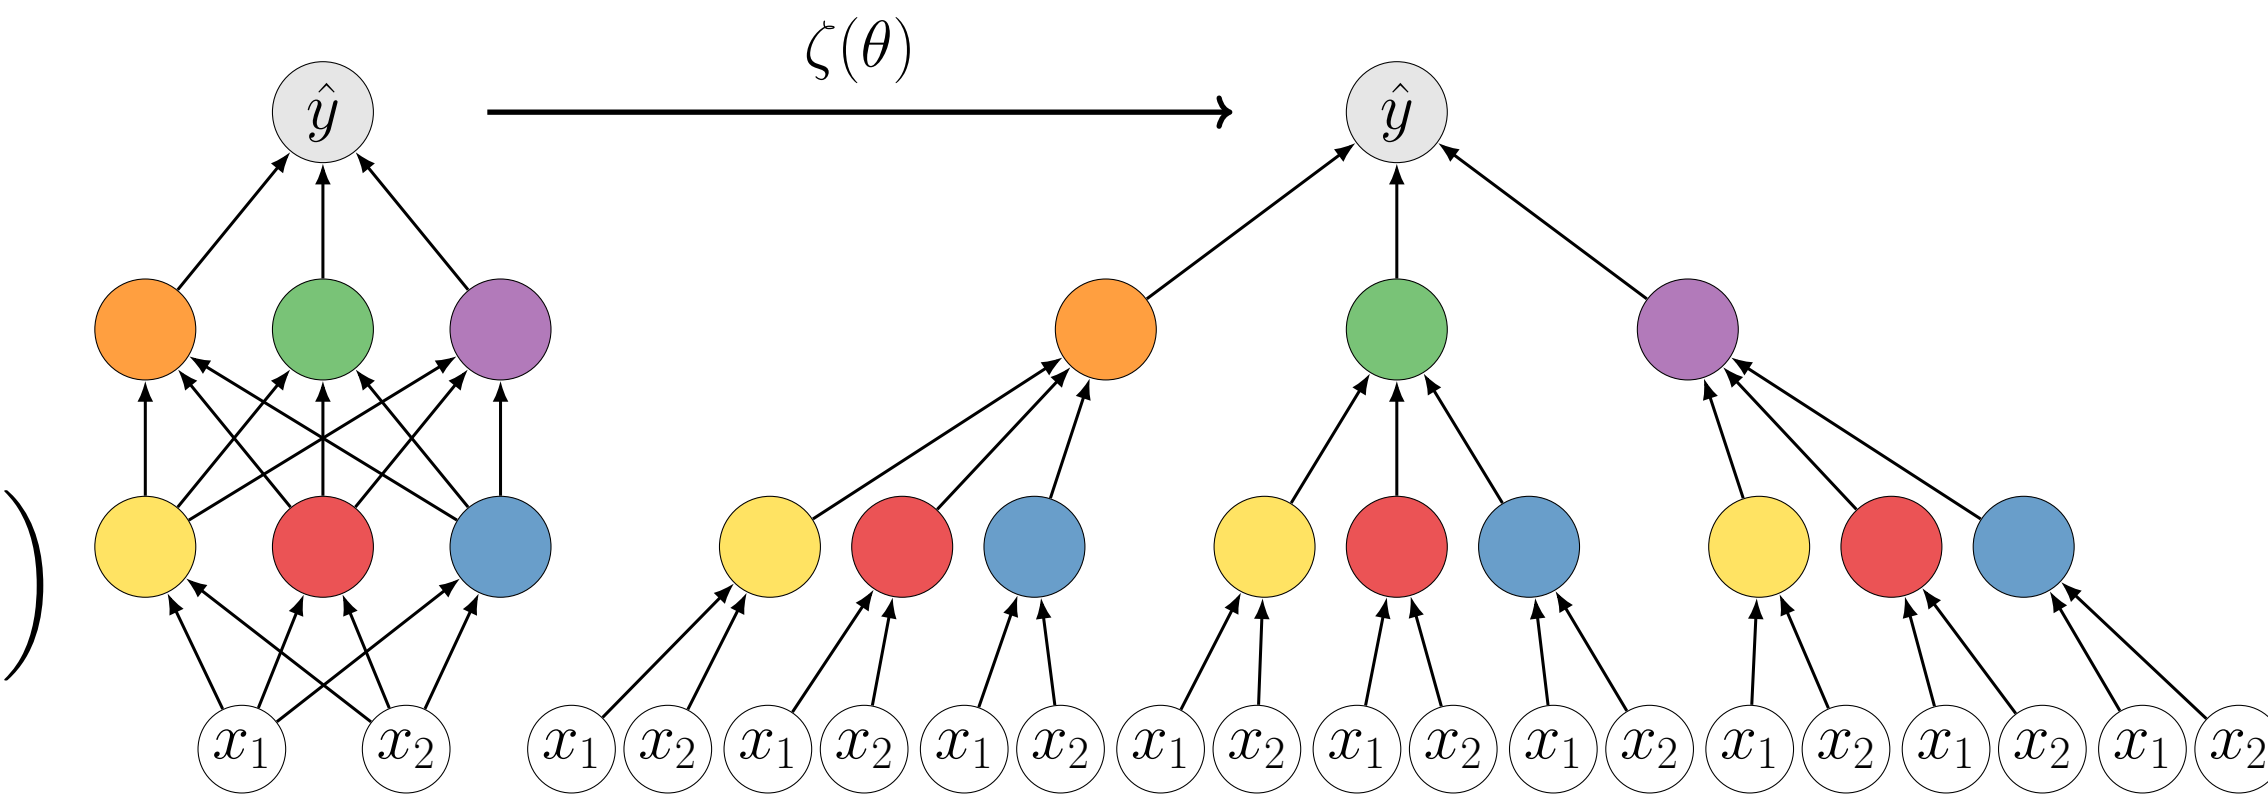 ζ(θ)
ŷ ŷ
)
x₁ x₂ x₁ x₂ x₁ x₂ x₁ x₂ x₁ x₂ x₁ x₂ x₁ x₂ x₁ x₂ x₁ x₂ x₁ x₂